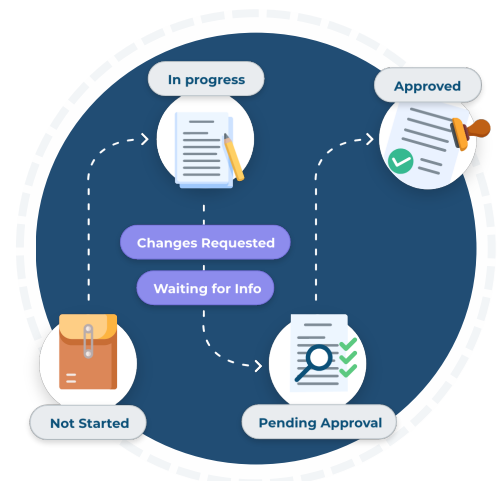 In progress
Approved
Changes Requested
Waiting for Info
Not Started
Pending Approval